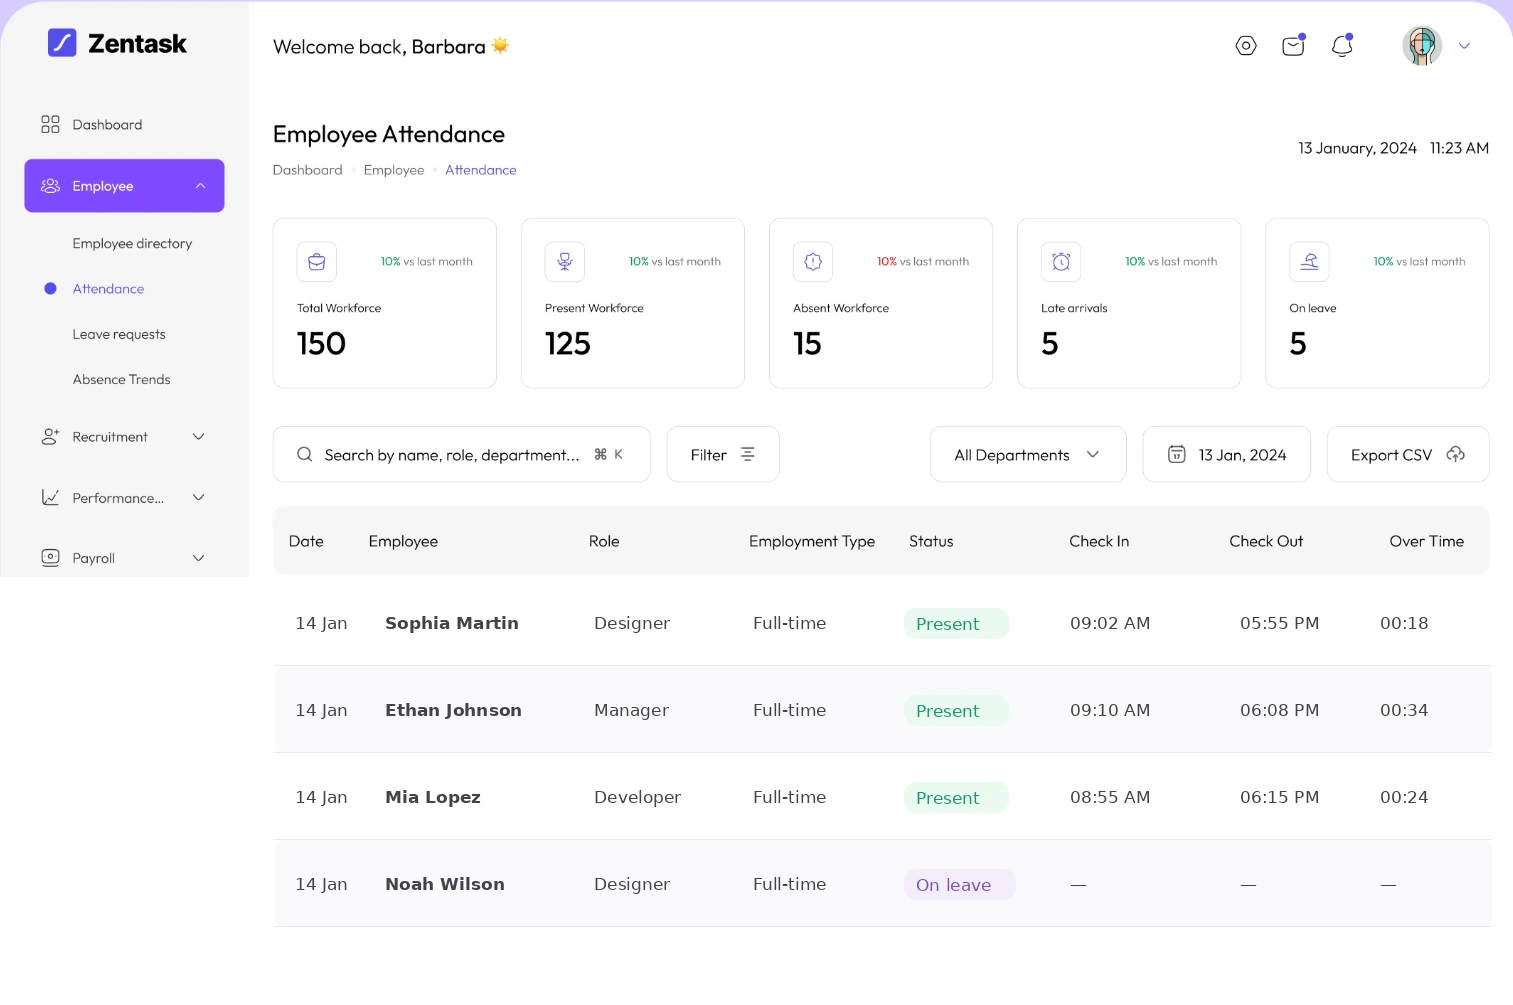 Zentask
Welcome back, Barbara
Dashboard
Employee
Employee directory
Attendance
Leave requests
Absence Trends
Recruitment
Performance...
Payroll
Employee Attendance
Dashboard Employee Attendance
13 January, 2024 11:23 AM
10% vs last month
Total Workforce
150
10% vs last month
Present Workforce
125
10% vs last month
Absent Workforce
15
10% vs last month
Late arrivals
5
10% vs last month
On leave
5
Search by name, role, department... ⌘ K
Filter
All Departments
17
13 Jan, 2024
Export CSV
Date Employee Role Employment Type Status Check In Check Out Over Time
14 Jan Sophia Martin Designer Full-time Present 09:02 AM 05:55 PM 00:18
14 Jan Ethan Johnson Manager Full-time Present 09:10 AM 06:08 PM 00:34
14 Jan Mia Lopez Developer Full-time Present 08:55 AM 06:15 PM 00:24
14 Jan Noah Wilson Designer Full-time On leave — — —